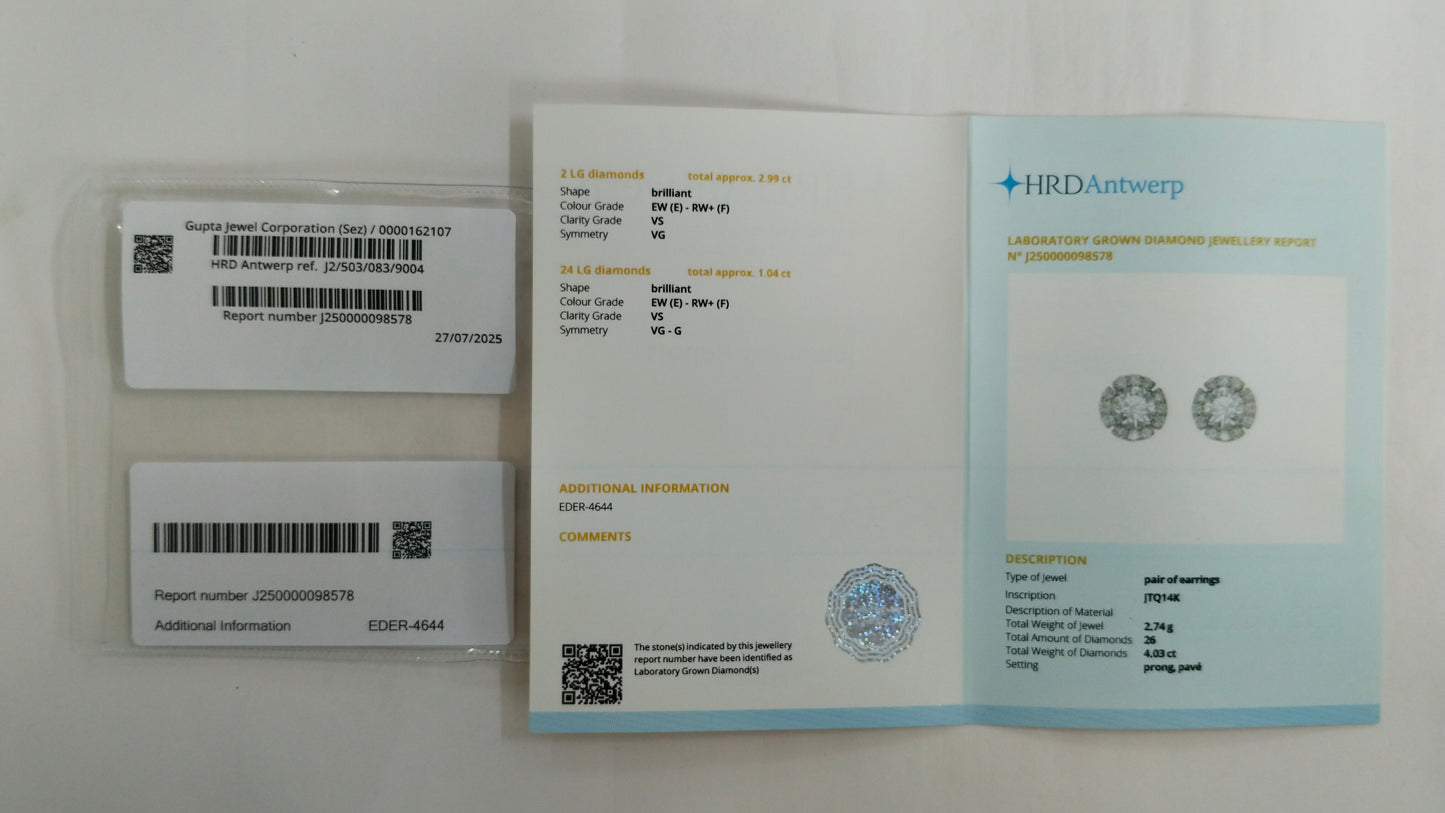 Gupta Jewel Corporation (Sez) / 0000162107
HRD Antwerp ref. J2/503/083/9004
Report number J250000098578
27/07/2025
Report number J250000098578
Additional Information EDER-4644
2 LG diamonds total approx. 2.99 ct
Shape brilliant
Colour Grade EW (E) - RW+ (F)
Clarity Grade VS
Symmetry VG
24 LG diamonds total approx. 1.04 ct
Shape brilliant
Colour Grade EW (E) - RW+ (F)
Clarity Grade VS
Symmetry VG - G
ADDITIONAL INFORMATION
EDER-4644
COMMENTS
The stone(s) indicated by this jewellery
report number have been identified as
Laboratory Grown Diamond(s)
HRDAntwerp
LABORATORY GROWN DIAMOND JEWELLERY REPORT
N° J250000098578
DESCRIPTION
Type of Jewel pair of earrings
Inscription JTQ14K
Description of Material
Total Weight of Jewel 2,74 g
Total Amount of Diamonds 26
Total Weight of Diamonds 4,03 ct
Setting prong, pavé